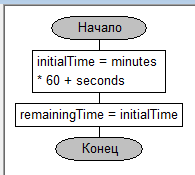 Начало
initialTime = minutes
* 60 + seconds
remainingTime = initialTime
Конец